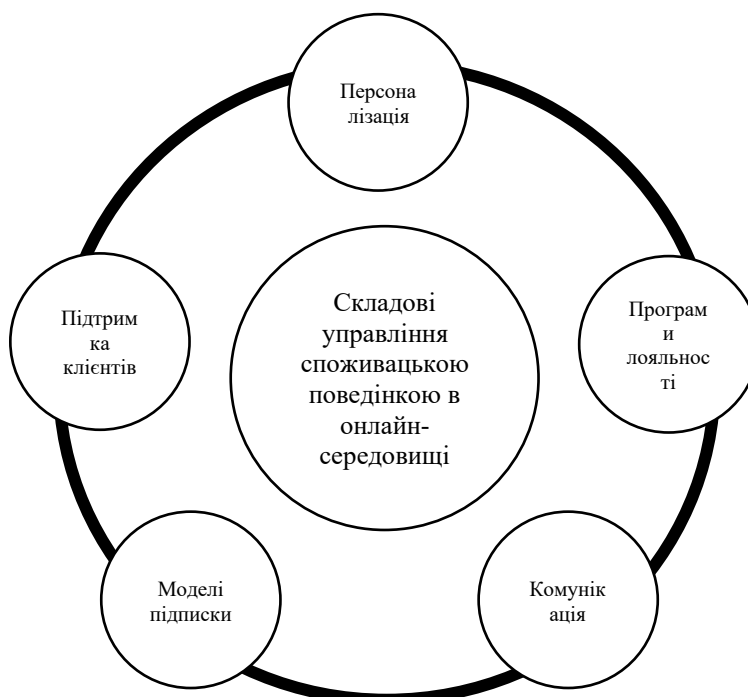 Персона
лізація
Підтрим
ка
клієнтів
Складові
управління
споживацькою
поведінкою в
онлайн-
середовищі
Програм
и
лояльнос
ті
Моделі
підписки
Комунік
ація